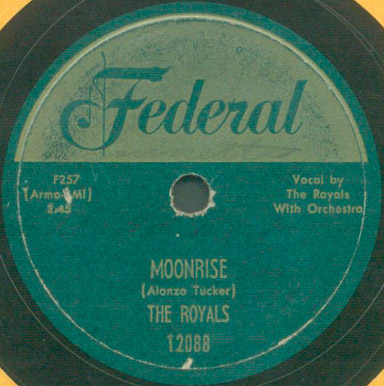 Federal
F257
(Armo-BMI)
2:45
Vocal by
The Royals
With Orchestra
MOONRISE
(Alonzo Tucker)
THE ROYALS
12088